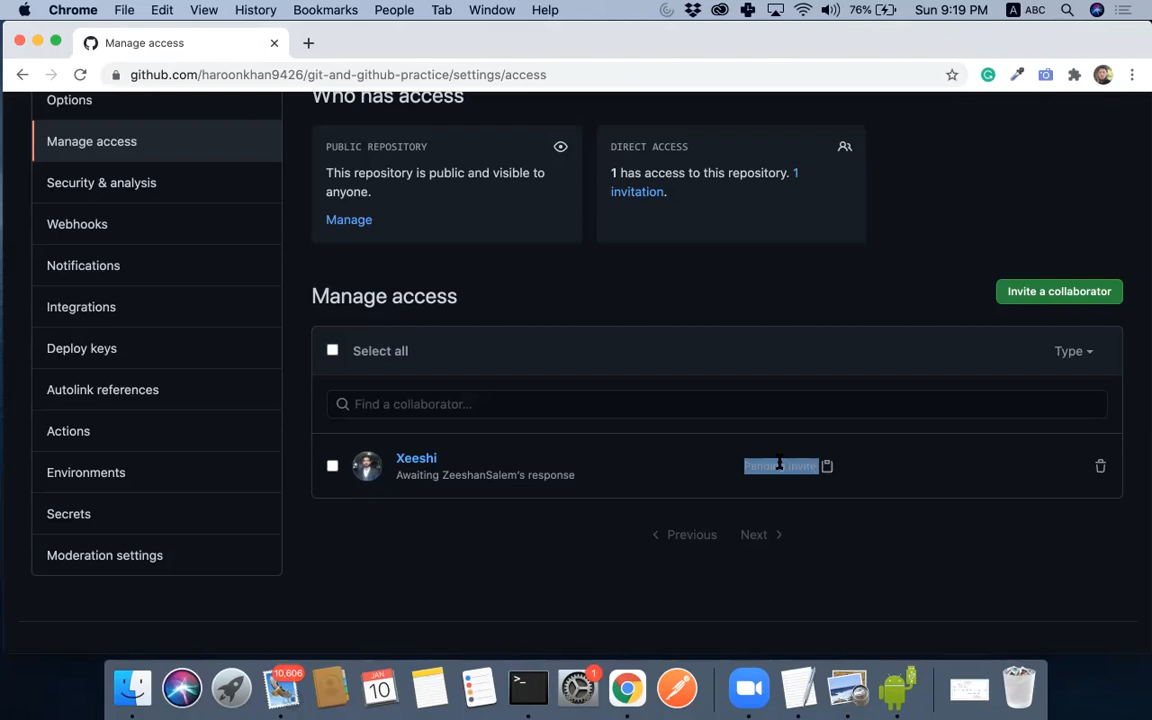 Chrome File Edit View History Bookmarks People Tab Window Help 76% Sun 9:19 PM A ABC
Manage access
github.com/haroonkhan9426/git-and-github-practice/settings/access
Options
Manage access
Security & analysis
Webhooks
Notifications
Integrations
Deploy keys
Autolink references
Actions
Environments
Secrets
Moderation settings
Who has access
PUBLIC REPOSITORY
This repository is public and visible to
anyone.
Manage
DIRECT ACCESS
1 has access to this repository. 1
invitation.
Manage access
Invite a collaborator
Select all Type
Find a collaborator...
Xeeshi
Awaiting ZeeshanSalem's response
Pending Invite
Previous Next
10,606
JAN
10
>_
1